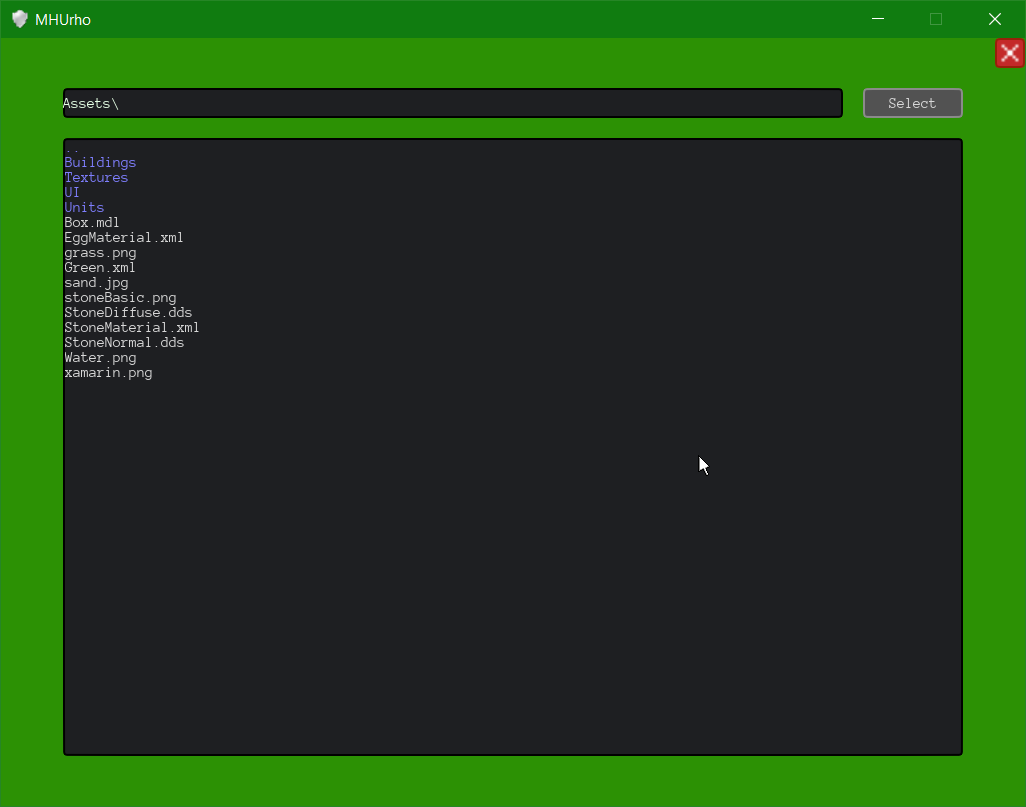 MHUrho
Assets\
Select
..
Buildings
Textures
UI
Units
Box.mdl
EggMaterial.xml
grass.png
Green.xml
sand.jpg
stoneBasic.png
StoneDiffuse.dds
StoneMaterial.xml
StoneNormal.dds
Water.png
xamarin.png